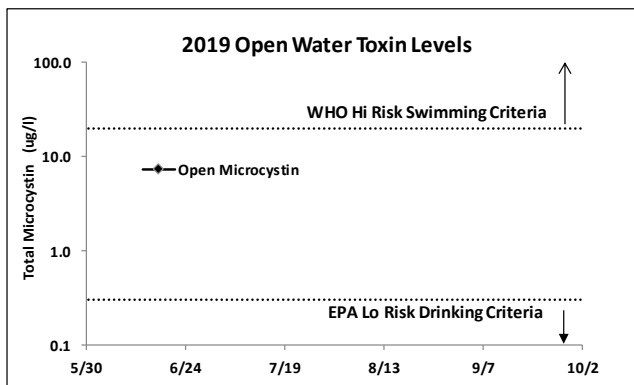 2019 Open Water Toxin Levels
100.0
WHO Hi Risk Swimming Criteria
10.0
Open Microcystin
Total Microcystin (ug/l)
1.0
EPA Lo Risk Drinking Criteria
0.1
5/30 6/24 7/19 8/13 9/7 10/2